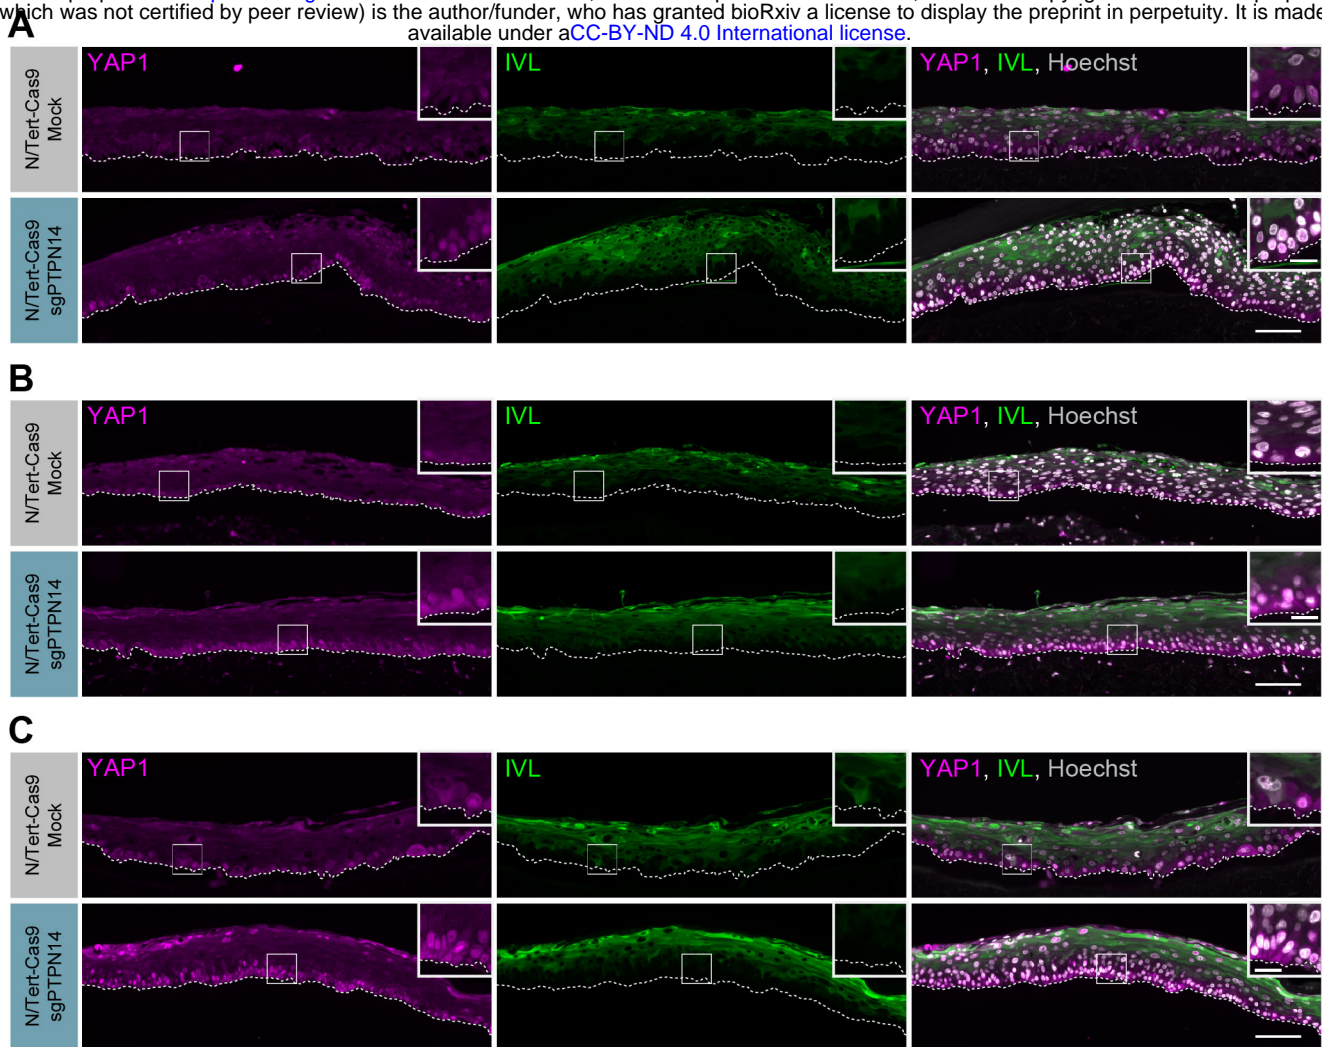 which was not certified by peer review) is the author/funder, who has granted bioRxiv a license to display the preprint in perpetuity. It is made
available under aCC-BY-ND 4.0 International license.
A
N/Tert-Cas9
Mock
YAP1
IVL
YAP1, IVL, Hoechst
N/Tert-Cas9
sgPTPN14
B
N/Tert-Cas9
Mock
YAP1
IVL
YAP1, IVL, Hoechst
N/Tert-Cas9
sgPTPN14
C
N/Tert-Cas9
Mock
YAP1
IVL
YAP1, IVL, Hoechst
N/Tert-Cas9
sgPTPN14